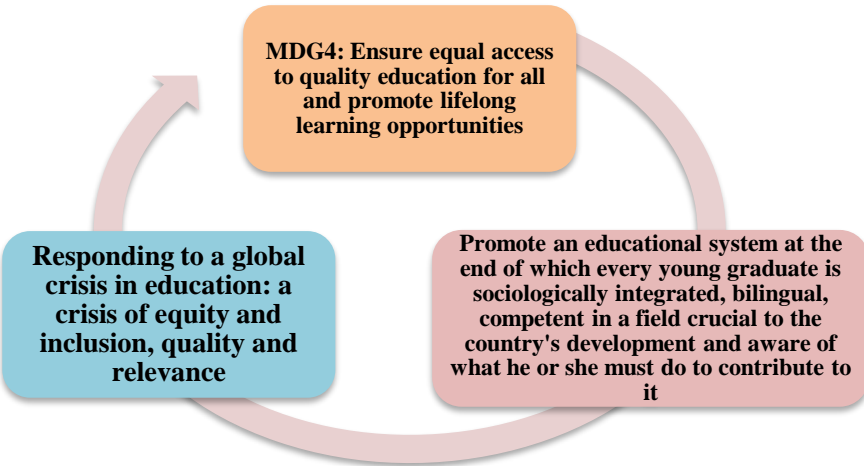 MDG4: Ensure equal access
to quality education for all
and promote lifelong
learning opportunities
Promote an educational system at the
end of which every young graduate is
sociologically integrated, bilingual,
competent in a field crucial to the
country's development and aware of
what he or she must do to contribute to
it
Responding to a global
crisis in education: a
crisis of equity and
inclusion, quality and
relevance